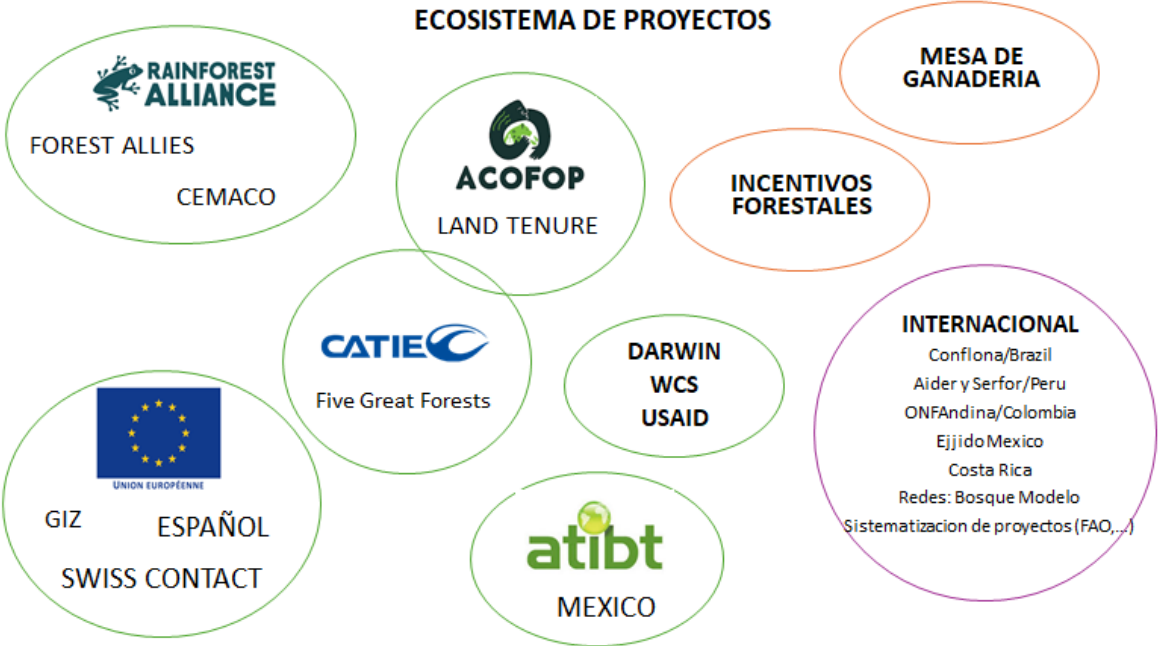 ECOSISTEMA DE PROYECTOS
RAINFOREST
ALLIANCE
FOREST ALLIES
CEMACO
ACOFOP
LAND TENURE
MESA DE
GANADERIA
INCENTIVOS
FORESTALES
CATIE
Five Great Forests
DARWIN
WCS
USAID
INTERNACIONAL
Conflona/Brazil
Aider y Serfor/Peru
ONFAndina/Colombia
Ejjido Mexico
Costa Rica
Redes: Bosque Modelo
Sistematizacion de proyectos (FAO,...)
UNION EUROPÉENNE
GIZ
ESPAÑOL
SWISS CONTACT
atibt
MEXICO